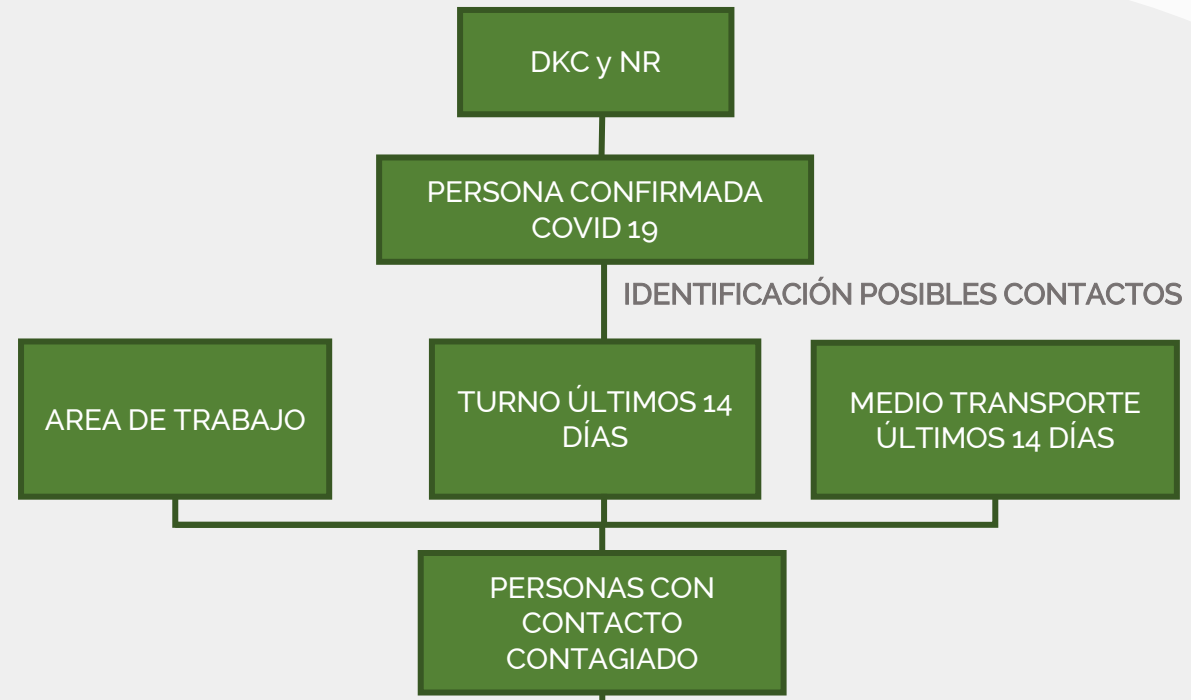 DKC y NR
PERSONA CONFIRMADA
COVID 19
IDENTIFICACIÓN POSIBLES CONTACTOS
AREA DE TRABAJO
TURNO ÚLTIMOS 14
DÍAS
MEDIO TRANSPORTE
ÚLTIMOS 14 DÍAS
PERSONAS CON
CONTACTO
CONTAGIADO